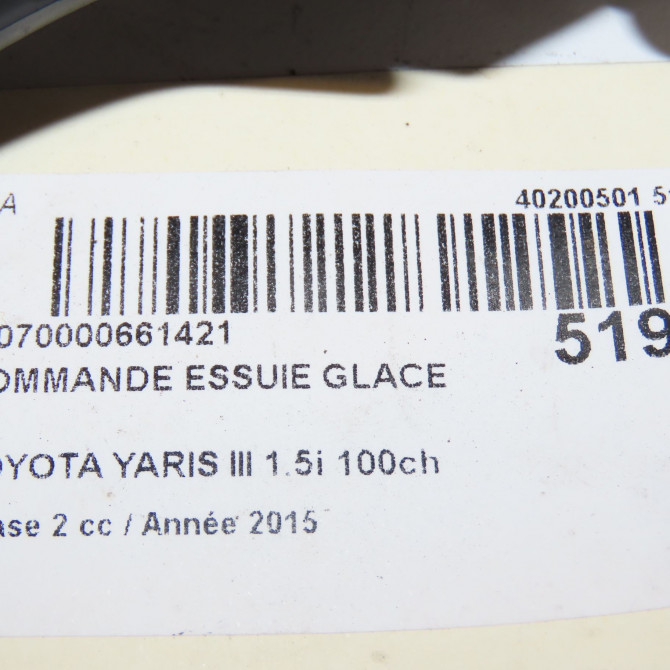 A
40200501 51
070000661421
519
OMMANDE ESSUIE GLACE
OYOTA YARIS III 1.5i 100ch
ase 2 cc / Année 2015